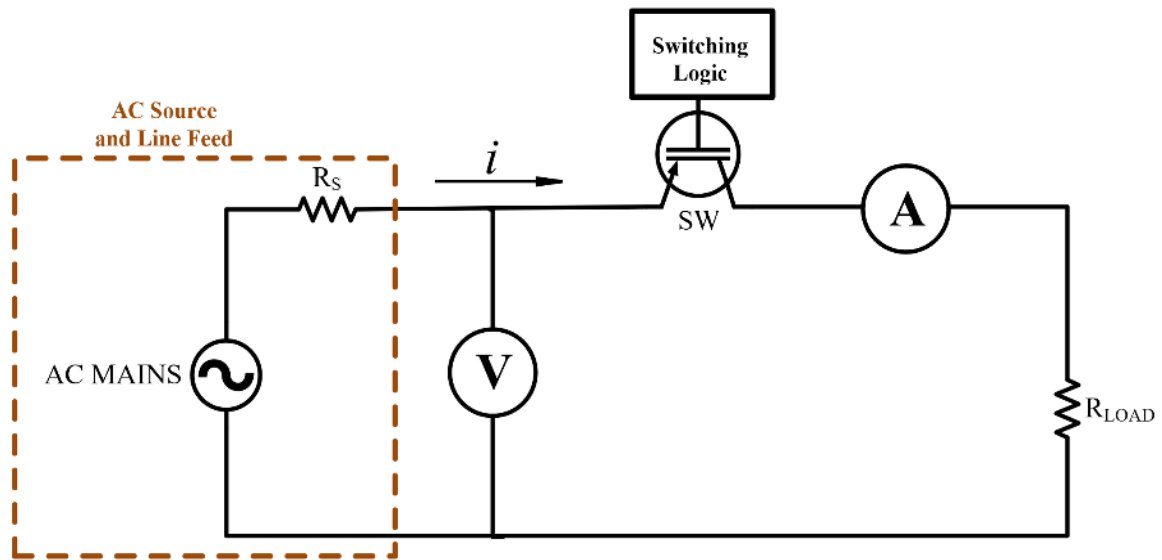 Switching
Logic
AC Source
and Line Feed
R_S
i
SW
A
AC MAINS
V
R_LOAD